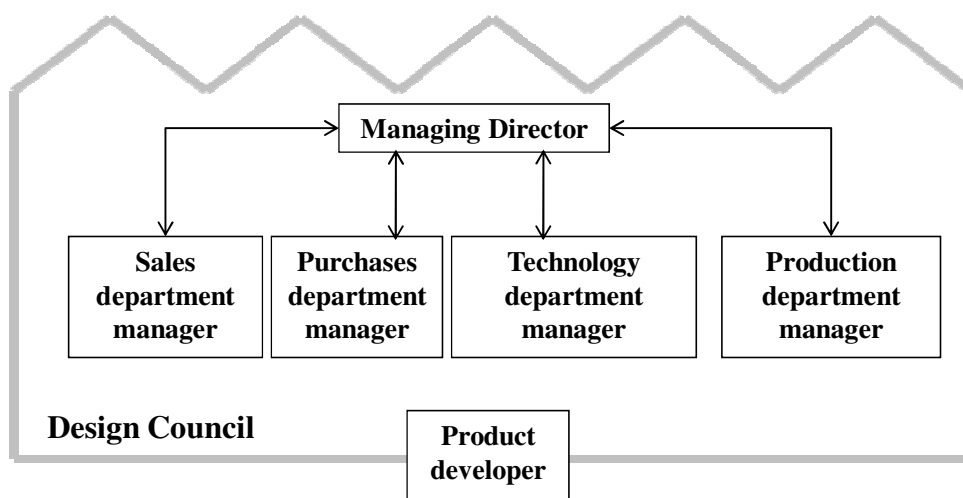 Managing Director
Sales
department
manager
Purchases
department
manager
Technology
department
manager
Production
department
manager
Design Council
Product
developer